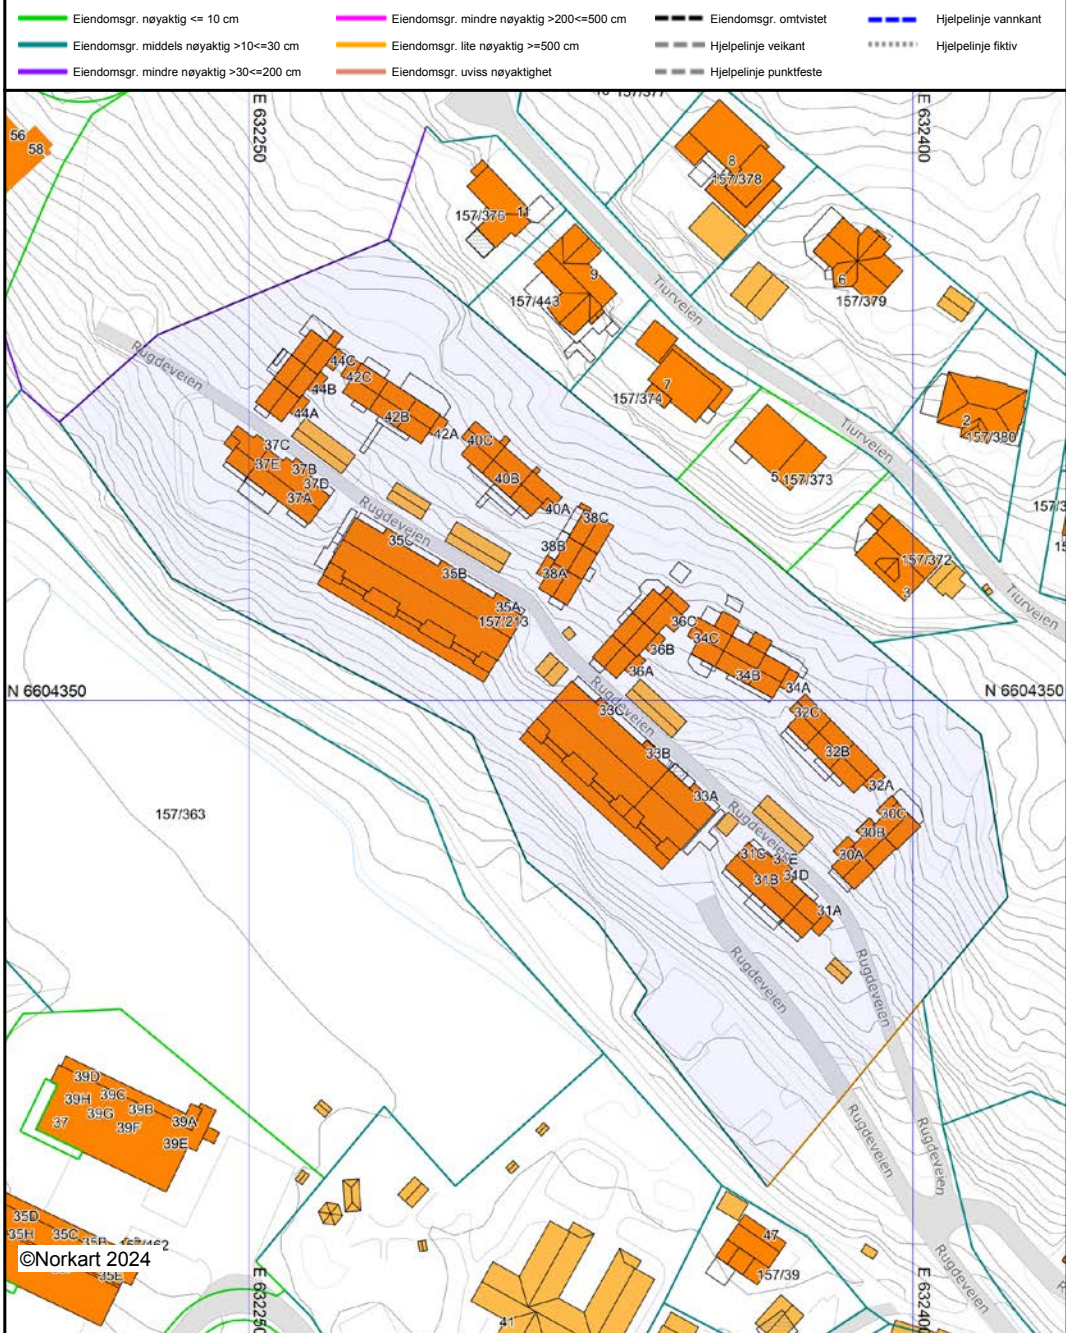 Eiendomsgr. nøyaktig <= 10 cm
Eiendomsgr. mindre nøyaktig >200<=500 cm
Eiendomsgr. omtvistet
Hjelpelinje vannkant
Eiendomsgr. middels nøyaktig >10<=30 cm
Eiendomsgr. lite nøyaktig >=500 cm
Hjelpelinje veikant
Hjelpelinje fiktiv
Eiendomsgr. mindre nøyaktig >30<=200 cm
Eiendomsgr. uviss nøyaktighet
Hjelpelinje punktfeste
E 632250
E 632400
56
58
8
157/378
157/376
11
9
157/443
6
157/379
Tiurveien
Rugdeveien
44C
44B
44A
42C
42B
42A
7
157/374
2
157/380
Tiurveien
5
157/373
37C
37E
37B
37D
37A
40C
40B
40A
Rugdeveien
38C
38B
38A
35C
35B
35A
157/213
157/372
3
Tiurveien
36C
36B
36A
34C
34B
34A
N 6604350
N 6604350
Rugdeveien
33C
33B
33A
32C
32B
32A
157/363
Rugdeveien
30C
30B
30A
31C
31E
31B
31D
31A
Rugdeveien
Rugdeveien
39D
39H
39C
39G
39B
39F
39A
39E
37
Rugdeveien
Rugdeveien
35D
35H
35C
35B
157/462
35E
©Norkart 2024
47
157/39
41
Rugdeveien
E 632250
E 632400